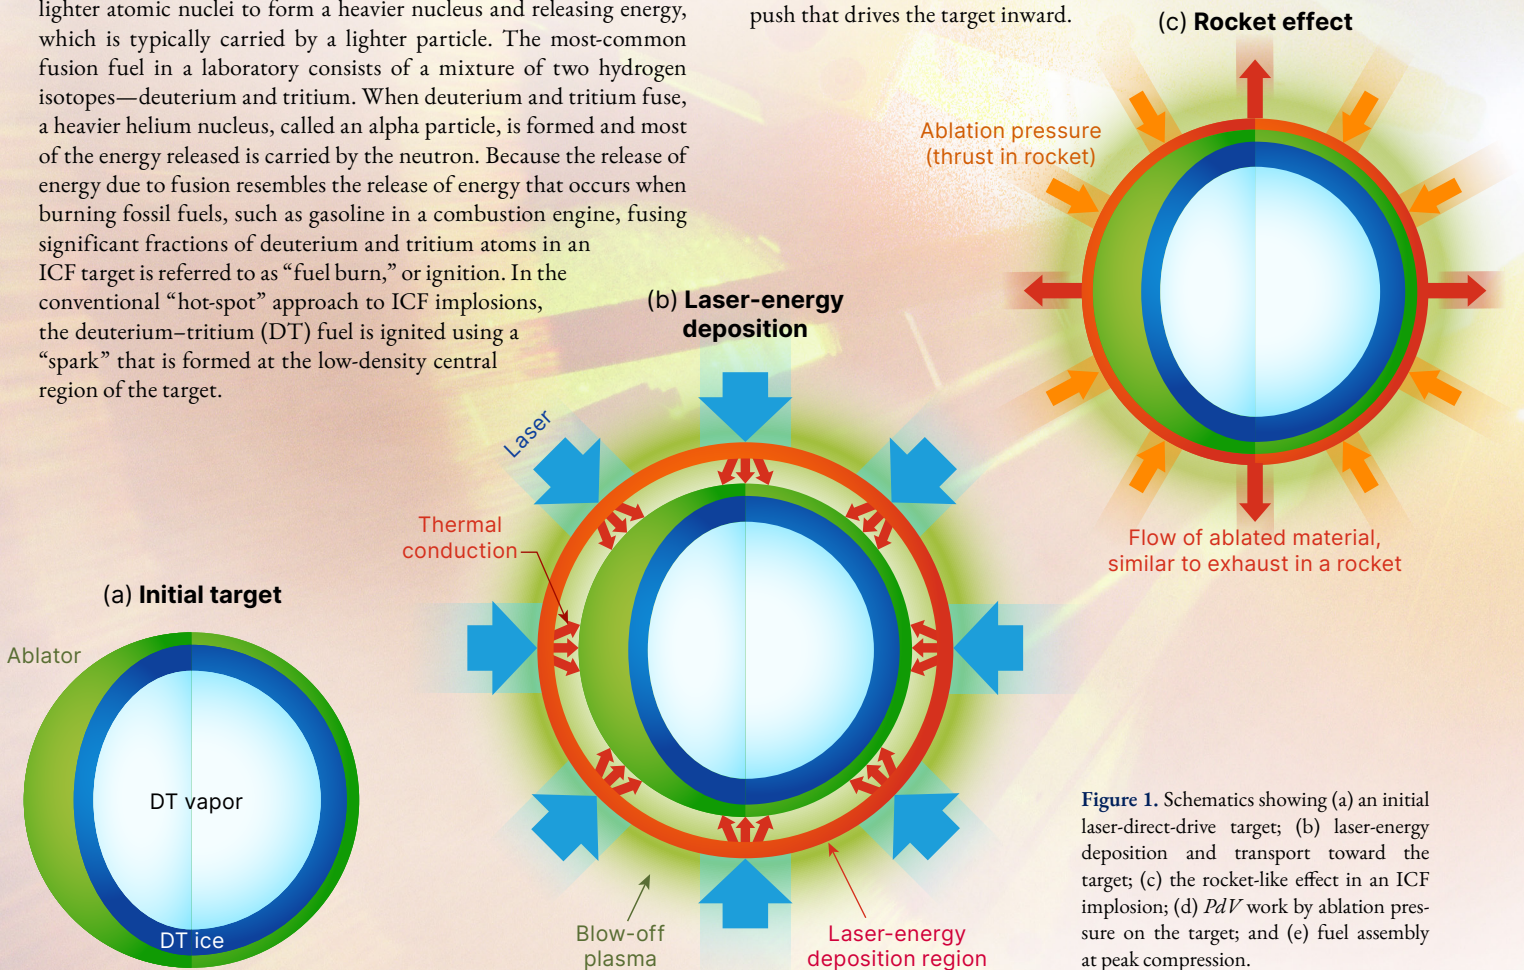 lighter atomic nuclei to form a heavier nucleus and releasing energy,
which is typically carried by a lighter particle. The most-common
fusion fuel in a laboratory consists of a mixture of two hydrogen
isotopes—deuterium and tritium. When deuterium and tritium fuse,
a heavier helium nucleus, called an alpha particle, is formed and most
of the energy released is carried by the neutron. Because the release of
energy due to fusion resembles the release of energy that occurs when
burning fossil fuels, such as gasoline in a combustion engine, fusing
significant fractions of deuterium and tritium atoms in an
ICF target is referred to as “fuel burn,” or ignition. In the
conventional “hot-spot” approach to ICF implosions,
the deuterium–tritium (DT) fuel is ignited using a
“spark” that is formed at the low-density central
region of the target.
push that drives the target inward.
(a) Initial target
Ablator
DT vapor
DT ice
(b) Laser-energy
deposition
Laser
Thermal
conduction
Blow-off
plasma
Laser-energy
deposition region
(c) Rocket effect
Ablation pressure
(thrust in rocket)
Flow of ablated material,
similar to exhaust in a rocket
Figure 1. Schematics showing (a) an initial
laser-direct-drive target; (b) laser-energy
deposition and transport toward the
target; (c) the rocket-like effect in an ICF
implosion; (d) PdV work by ablation pres-
sure on the target; and (e) fuel assembly
at peak compression.